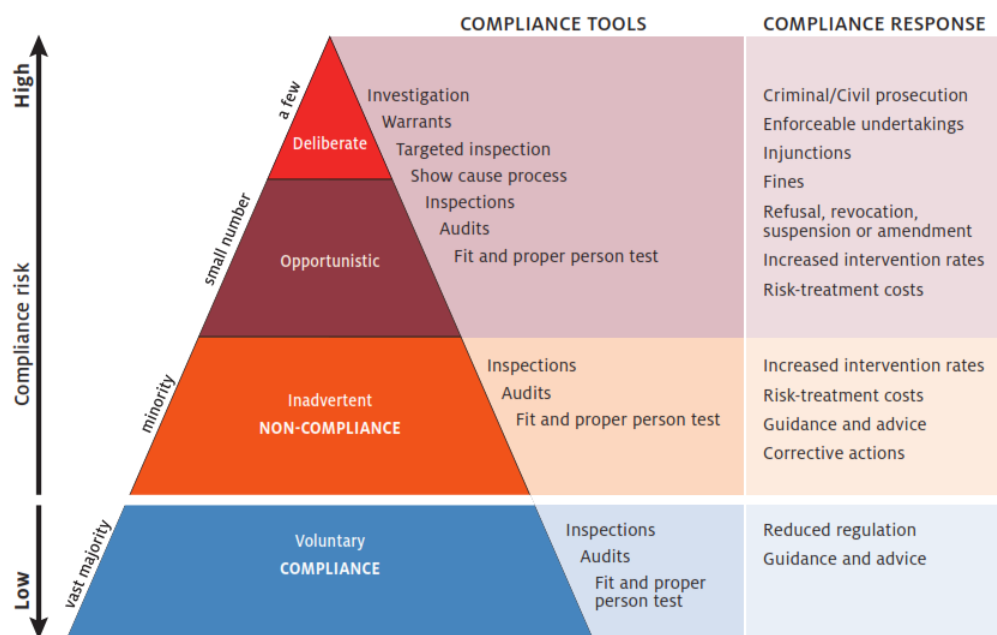 COMPLIANCE TOOLS
COMPLIANCE RESPONSE
High
Compliance risk
Low
a few
small number
minority
vast majority
Deliberate
Opportunistic
Inadvertent
NON-COMPLIANCE
Voluntary
COMPLIANCE
Investigation
Warrants
Targeted inspection
Show cause process
Inspections
Audits
Fit and proper person test
Criminal/Civil prosecution
Enforceable undertakings
Injunctions
Fines
Refusal, revocation,
suspension or amendment
Increased intervention rates
Risk-treatment costs
Inspections
Audits
Fit and proper person test
Increased intervention rates
Risk-treatment costs
Guidance and advice
Corrective actions
Inspections
Audits
Fit and proper
person test
Reduced regulation
Guidance and advice